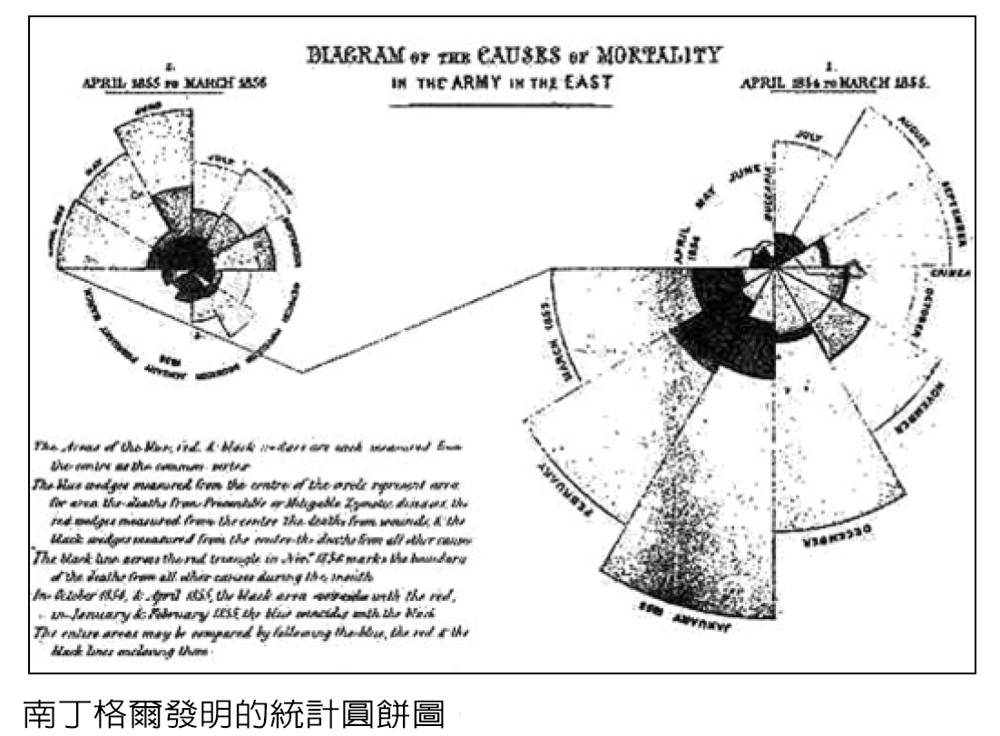 DIAGRAM OF THE CAUSES OF MORTALITY
IN THE ARMY IN THE EAST
2.
APRIL 1855 TO MARCH 1856
1.
APRIL 1854 TO MARCH 1855.
JUNE
MAY
JULY
AUGUST
SEPTEMBER
JANUARY
FEBRUARY
MARCH
1856
APRIL
1854
MAY
JUNE
JULY
AUGUST
SEPTEMBER
OCTOBER
NOVEMBER
DECEMBER
JANUARY 1855
FEBRUARY
MARCH 1855.
BULGARIA
CRIMEA
The Areas of the blue, red, & black are each measured from
the centre as the common vertex
The blue wedges measured from the centre of the circle represent area
for area the deaths from Preventible or Mitigable Zymotic diseases, the
red wedges measured from the centre the deaths from wounds, & the
black wedges measured from the centre the deaths from all other causes
The black line across the red triangle in Nov.r 1854 marks the boundary
of the deaths from all other causes during the month
In October 1854, & April 1855, the black area coincides with the red,
in January & February 1855, the blue coincides with the black
The entire areas may be compared by following the blue, the red & the
black lines enclosing them
南丁格爾發明的統計圓餅圖